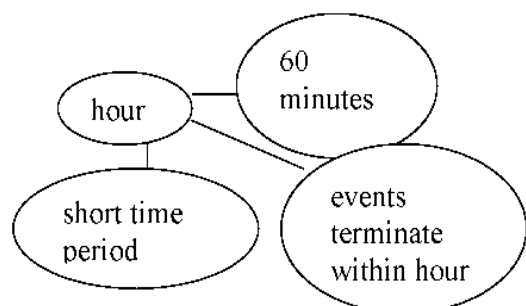 hour
60
minutes
short time
period
events
terminate
within hour